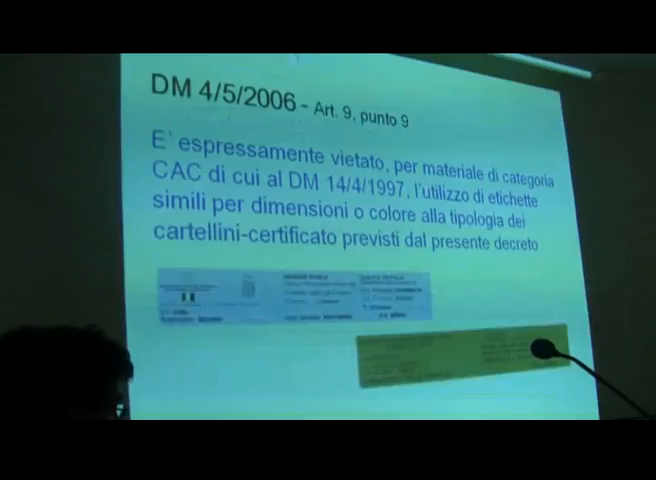 DM 4/5/2006 - Art. 9, punto 9
E' espressamente vietato, per materiale di categoria
CAC di cui al DM 14/4/1997, l'utilizzo di etichette
simili per dimensioni o colore alla tipologia dei
cartellini-certificato previsti dal presente decreto